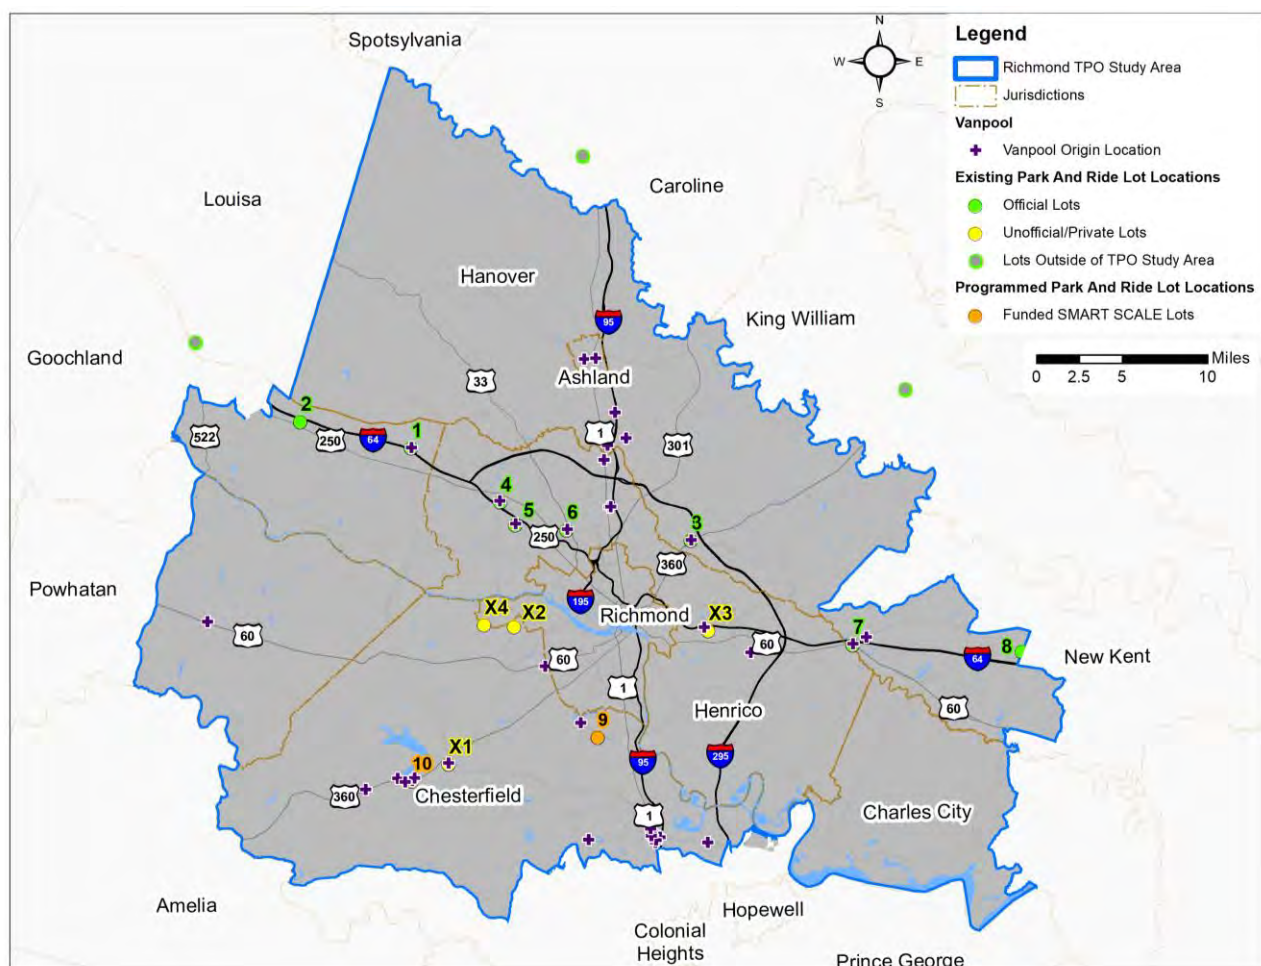 Spotsylvania
N
W E
S
Legend
Richmond TPO Study Area
Jurisdictions
Vanpool
Vanpool Origin Location
Existing Park And Ride Lot Locations
Official Lots
Unofficial/Private Lots
Lots Outside of TPO Study Area
Programmed Park And Ride Lot Locations
Funded SMART SCALE Lots
Miles
0 2.5 5 10
Caroline
Louisa
Hanover
King William
95
Goochland
Ashland
33
2
522
250
64
1
1
301
4
5
6
250
3
360
Powhatan
195
Richmond
X4
X2
X3
60
60
60
7
8
64
New Kent
1
60
Henrico
9
X1
10
95
295
360
Chesterfield
1
Charles City
Amelia
Hopewell
Colonial
Heights
Prince George